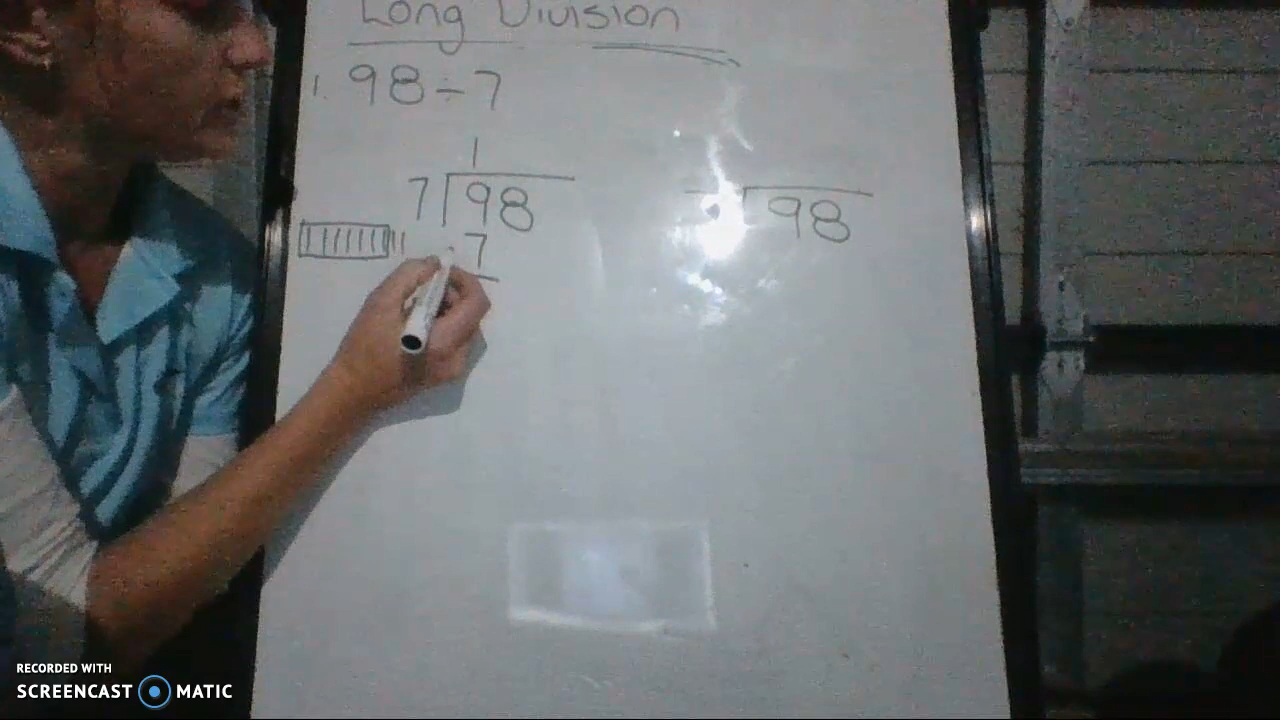 Long Division
1. 98÷7
1
7 98
7
98
RECORDED WITH
SCREENCAST MATIC